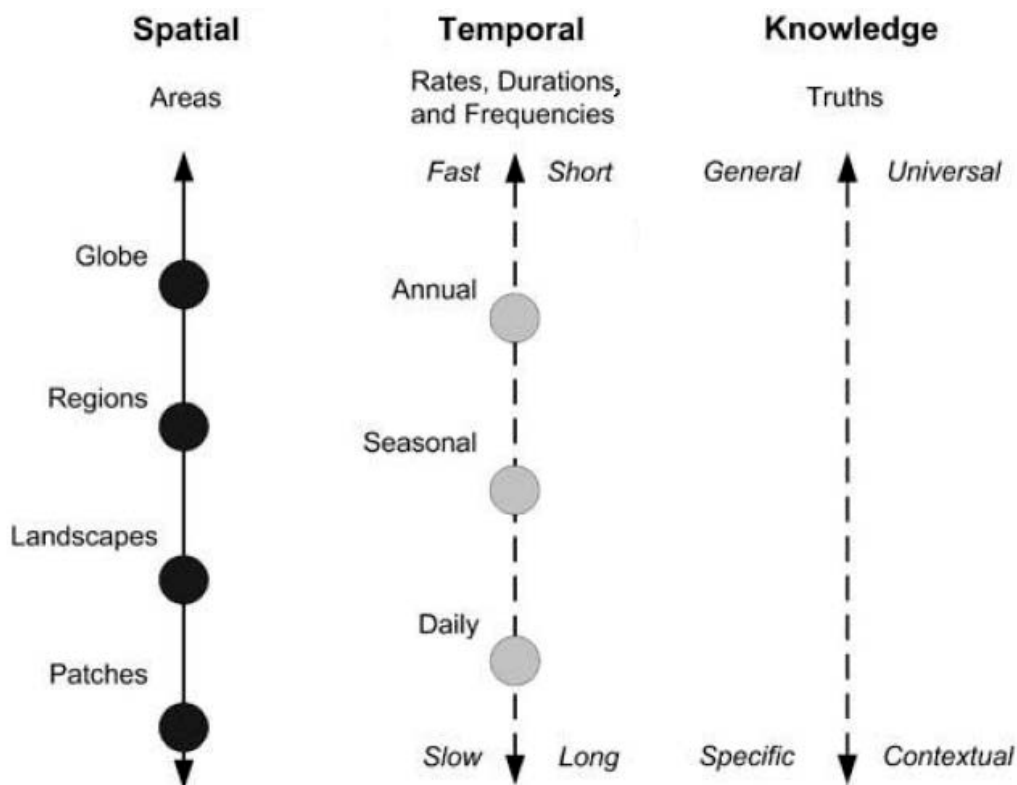 Spatial
Areas
Globe
Regions
Landscapes
Patches
Temporal
Rates, Durations,
and Frequencies
Fast Short
Annual
Seasonal
Daily
Slow Long
Knowledge
Truths
General Universal
Specific Contextual